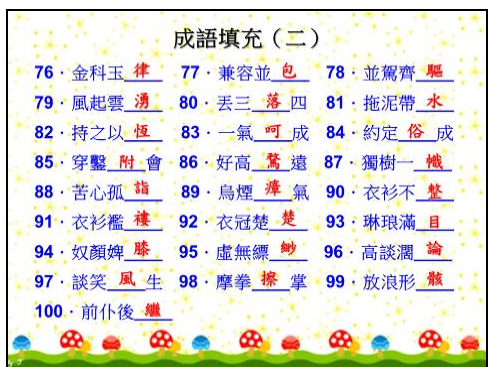 成語填充（二）
76．金科玉律 77．兼容並包 78．並駕齊驅
79．風起雲湧 80．丟三落四 81．拖泥帶水
82．持之以恆 83．一氣呵成 84．約定俗成
85．穿鑿附會 86．好高騖遠 87．獨樹一幟
88．苦心孤詣 89．烏煙瘴氣 90．衣衫不整
91．衣衫襤褸 92．衣冠楚楚 93．琳琅滿目
94．奴顏婢膝 95．虛無縹緲 96．高談濶論
97．談笑風生 98．摩拳擦掌 99．放浪形骸
100．前仆後繼